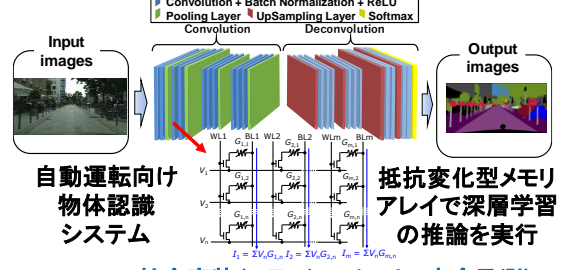 Convolution + Batch Normalization + ReLU
Pooling Layer UpSampling Layer Softmax
Convolution Deconvolution
Input
images
Output
images
WL1 BL1 WL2 BL2 WLm BLm
G1,1 G2,1 Gm,1
V1
G1,2 G2,2 Gm,2
V2
G1,n G2,n Gm,n
Vn
I1 = ΣVnG1,n I2 = ΣVnG2,n Im = ΣVnGm,n
自動運転向け
物体認識
システム
抵抗変化型メモリ
アレイで深層学習
の推論を実行